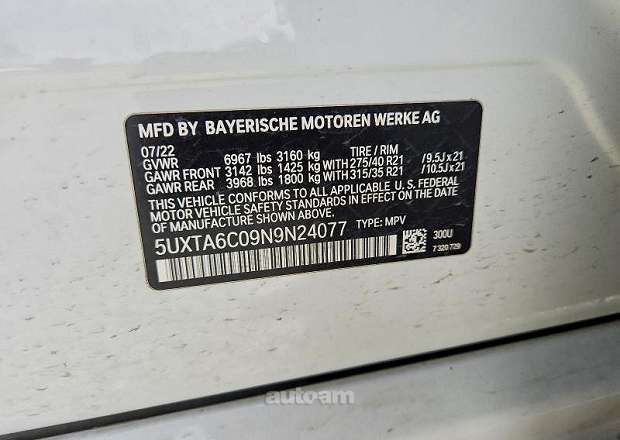 MFD BY BAYERISCHE MOTOREN WERKE AG
07/22
GVWR 6967 lbs 3160 kg TIRE / RIM
GAWR FRONT 3142 lbs 1425 kg WITH 275/40 R21 /9.5J x 21
GAWR REAR 3968 lbs 1800 kg WITH 315/35 R21 /10.5J x 21
THIS VEHICLE CONFORMS TO ALL APPLICABLE U. S. FEDERAL
MOTOR VEHICLE SAFETY STANDARDS IN EFFECT ON THE DATE
OF MANUFACTURE SHOWN ABOVE.
5UXTA6C09N9N24077 TYPE: MPV
300U
7 320 729
auto.am